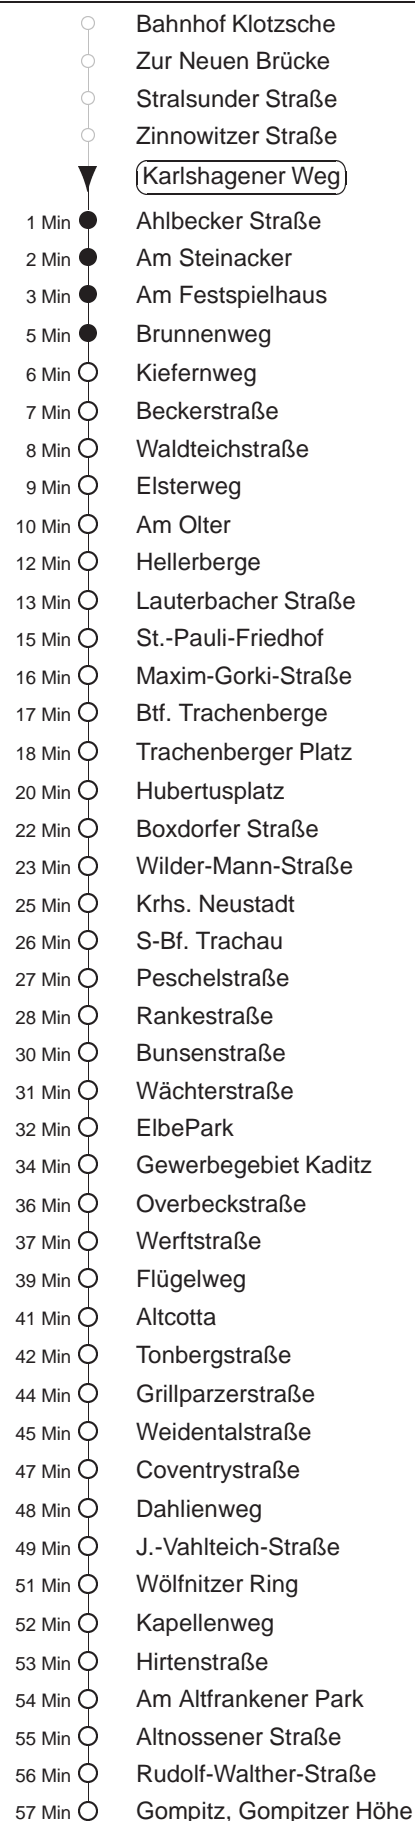 Bahnhof Klotzsche
Zur Neuen Brücke
Stralsunder Straße
Zinnowitzer Straße
Karlshagener Weg
1 Min Ahlbecker Straße
2 Min Am Steinacker
3 Min Am Festspielhaus
5 Min Brunnenweg
6 Min Kiefernweg
7 Min Beckerstraße
8 Min Waldteichstraße
9 Min Elsterweg
10 Min Am Olter
12 Min Hellerberge
13 Min Lauterbacher Straße
15 Min St.-Pauli-Friedhof
16 Min Maxim-Gorki-Straße
17 Min Btf. Trachenberge
18 Min Trachenberger Platz
20 Min Hubertusplatz
22 Min Boxdorfer Straße
23 Min Wilder-Mann-Straße
25 Min Krhs. Neustadt
26 Min S-Bf. Trachau
27 Min Peschelstraße
28 Min Rankestraße
30 Min Bunsenstraße
31 Min Wächterstraße
32 Min ElbePark
34 Min Gewerbegebiet Kaditz
36 Min Overbeckstraße
37 Min Werftstraße
39 Min Flügelweg
41 Min Altcotta
42 Min Tonbergstraße
44 Min Grillparzerstraße
45 Min Weidentalstraße
47 Min Coventrystraße
48 Min Dahlienweg
49 Min J.-Vahlteich-Straße
51 Min Wölfnitzer Ring
52 Min Kapellenweg
53 Min Hirtenstraße
54 Min Am Altfrankener Park
55 Min Altnossener Straße
56 Min Rudolf-Walther-Straße
57 Min Gompitz, Gompitzer Höhe